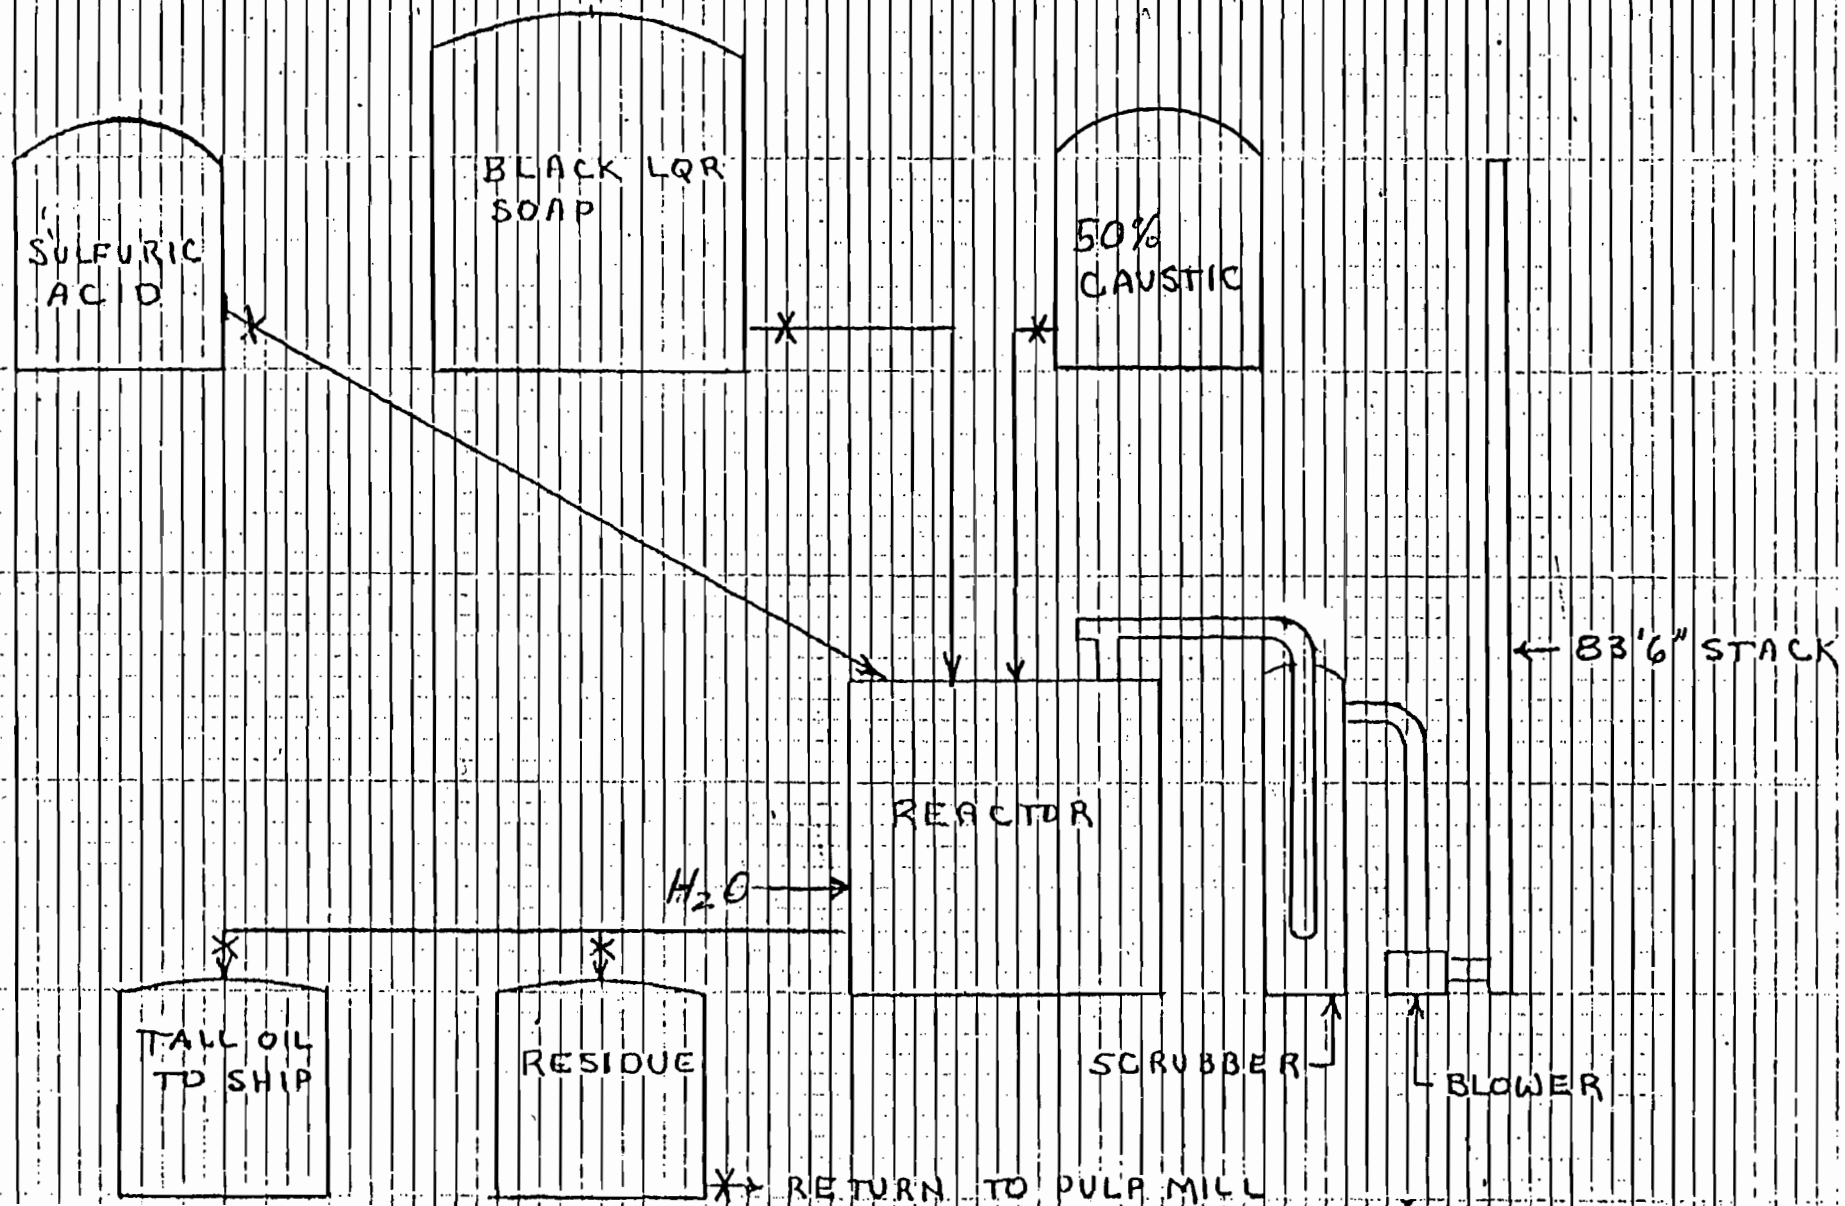 BLACK LQR
SOAP
SULFURIC
ACID
50%
CAUSTIC
83'6" STACK
REACTOR
H₂O
TALL OIL
TO SHIP
RESIDUE
SCRUBBER
BLOWER
RETURN TO PULP MILL